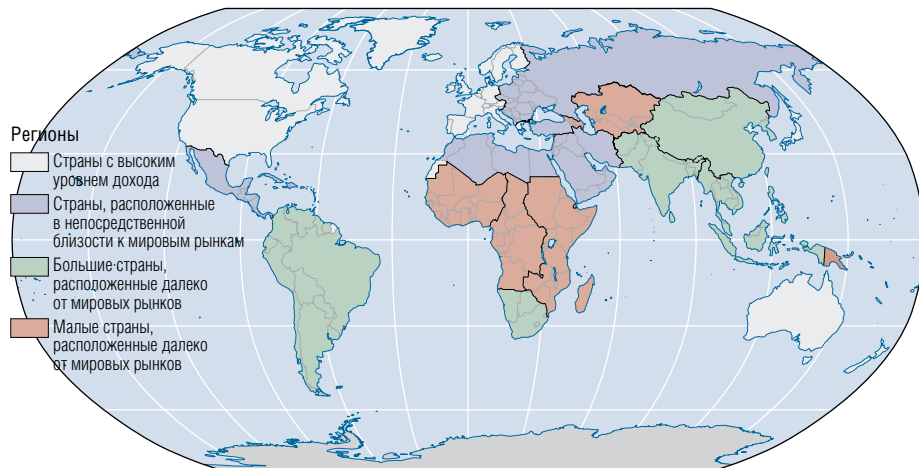 Регионы
Страны с высоким
уровнем дохода
Страны, расположенные
в непосредственной
близости к мировым рынкам
Большие страны,
расположенные далеко
от мировых рынков
Малые страны,
расположенные далеко
от мировых рынков